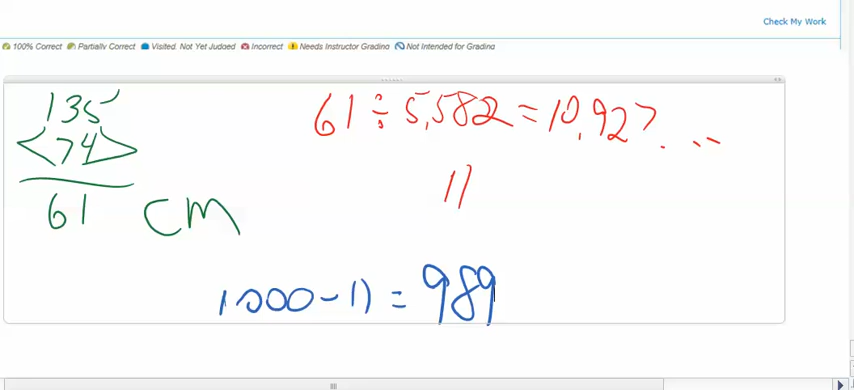 Check My Work
100% Correct Partially Correct Visited. Not Yet Judged Incorrect Needs Instructor Grading Not Intended for Grading
135
<74>
61 CM
61 ÷ 5,582 = 10,927. . .
11
1000 - 11 = 989